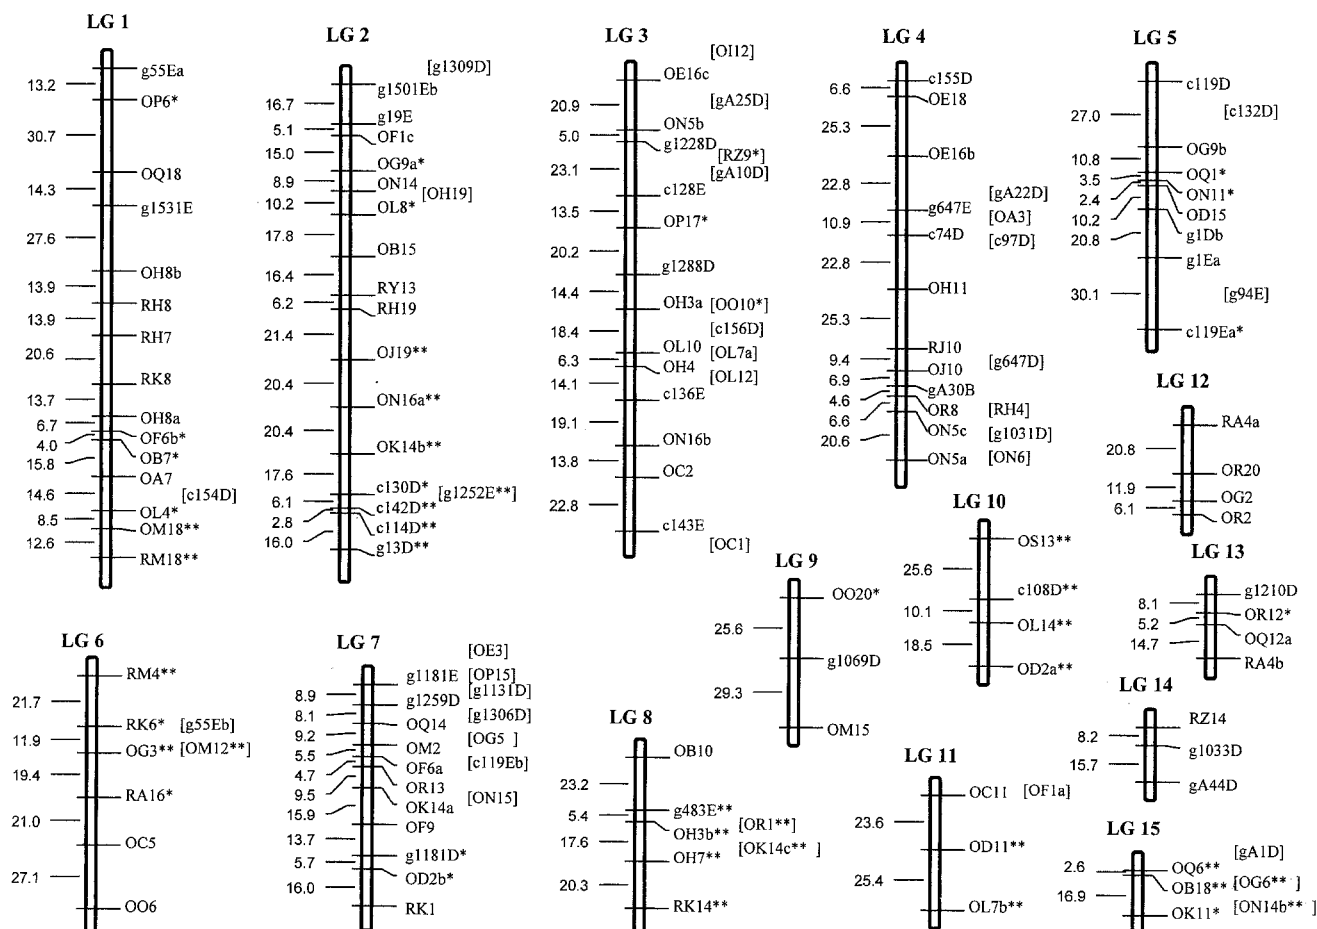 LG 1
g55Ea
13.2
OP6*
30.7
OQ18
14.3
g1531E
27.6
OH8b
13.9
RH8
13.9
RH7
20.6
RK8
13.7
OH8a
6.7
OF6b*
4.0
OB7*
15.8
OA7
14.6 [c154D]
OL4*
8.5
OM18**
12.6
RM18**
LG 2
[g1309D]
g1501Eb
16.7
g19E
5.1
OF1c
15.0
OG9a*
8.9
ON14
[OH19]
10.2
OL8*
17.8
OB15
16.4
RY13
6.2
RH19
21.4
OJ19**
20.4
ON16a**
20.4
OK14b**
17.6
c130D* [g1252E**]
6.1
c142D**
2.8
c114D**
16.0
g13D**
LG 3
[OI12]
OE16c
20.9 [gA25D]
ON5b
5.0
g1228D
[RZ9*]
23.1 [gA10D]
c128E
13.5
OP17*
20.2
g1288D
14.4
OH3a [OO10*]
18.4 [c156D]
OL10 [OL7a]
6.3
OH4
[OL12]
14.1
c136E
19.1
ON16b
13.8
OC2
22.8
c143E
[OC1]
LG 4
c155D
6.6
OE18
25.3
OE16b
22.8
[gA22D]
g647E
10.9 [OA3]
c74D [c97D]
22.8
OH11
25.3
RJ10
9.4 [g647D]
OJ10
6.9
gA30B
4.6
OR8 [RH4]
6.6
ON5c [g1031D]
20.6
ON5a [ON6]
LG 5
c119D
27.0 [c132D]
OG9b
10.8
OQ1*
3.5
ON11*
2.4
OD15
10.2
g1Db
20.8
g1Ea
30.1 [g94E]
c119Ea*
LG 12
RA4a
20.8
OR20
11.9
OG2
6.1
OR2
LG 10
OS13**
25.6
c108D**
10.1
OL14**
18.5
OD2a**
LG 13
g1210D
8.1
OR12*
5.2
OQ12a
14.7
RA4b
LG 9
OO20*
25.6
g1069D
29.3
OM15
LG 6
RM4**
21.7
RK6* [g55Eb]
11.9
OG3** [OM12**]
19.4
RA16*
21.0
OC5
27.1
OO6
LG 7
[OE3]
g1181E [OP15]
8.9 [g1131D]
g1259D
8.1 [g1306D]
OQ14
9.2 [OG5 ]
OM2
5.5
OF6a [c119Eb]
4.7
OR13
9.5
OK14a [ON15]
15.9
OF9
13.7
g1181D*
5.7
OD2b*
16.0
RK1
LG 8
OB10
23.2
g483E**
5.4 [OR1**]
OH3b**
17.6 [OK14c** ]
OH7**
20.3
RK14**
LG 11
OC11 [OF1a]
23.6
OD11**
25.4
OL7b**
LG 14
RZ14
8.2
g1033D
15.7
gA44D
LG 15
[gA1D]
2.6
OQ6**
OB18** [OG6** ]
16.9
OK11* [ON14b** ]